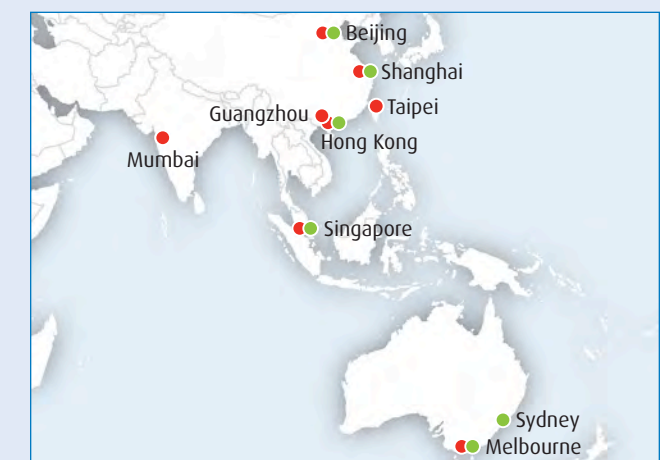 Beijing
Shanghai
Guangzhou
Taipei
Hong Kong
Mumbai
Singapore
Sydney
Melbourne